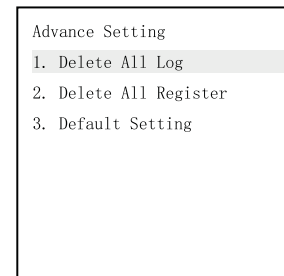 Advance Setting
1. Delete All Log
2. Delete All Register
3. Default Setting